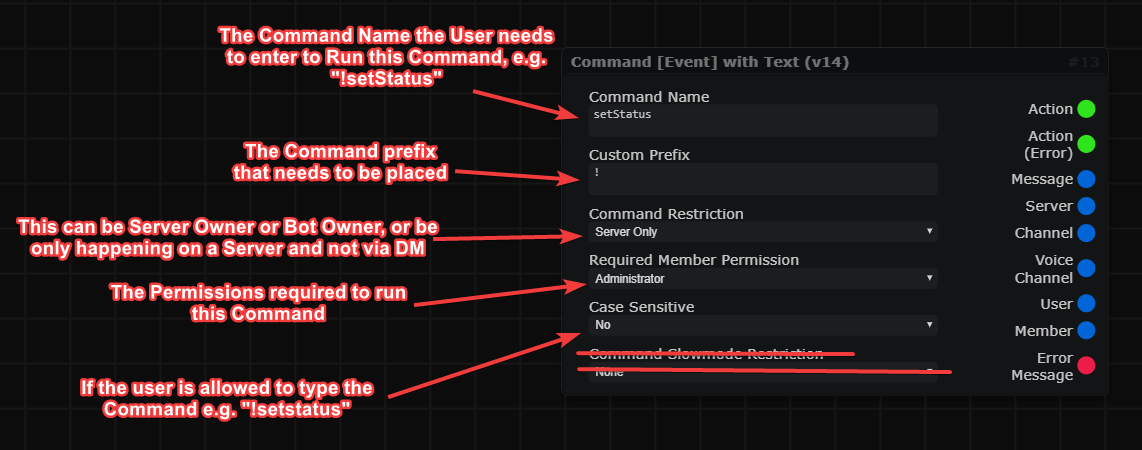 The Command Name the User needs
to enter to Run this Command, e.g.
"!setStatus"
The Command prefix
that needs to be placed
This can be Server Owner or Bot Owner, or be
only happening on a Server and not via DM
The Permissions required to run
this Command
If the user is allowed to type the
Command e.g. "!setstatus"
Command [Event] with Text (v14)
#13
Command Name
setStatus
Custom Prefix
!
Command Restriction
Server Only
Required Member Permission
Administrator
Case Sensitive
No
Command Slowmode Restriction
None
Action
Action
(Error)
Message
Server
Channel
Voice
Channel
User
Member
Error
Message